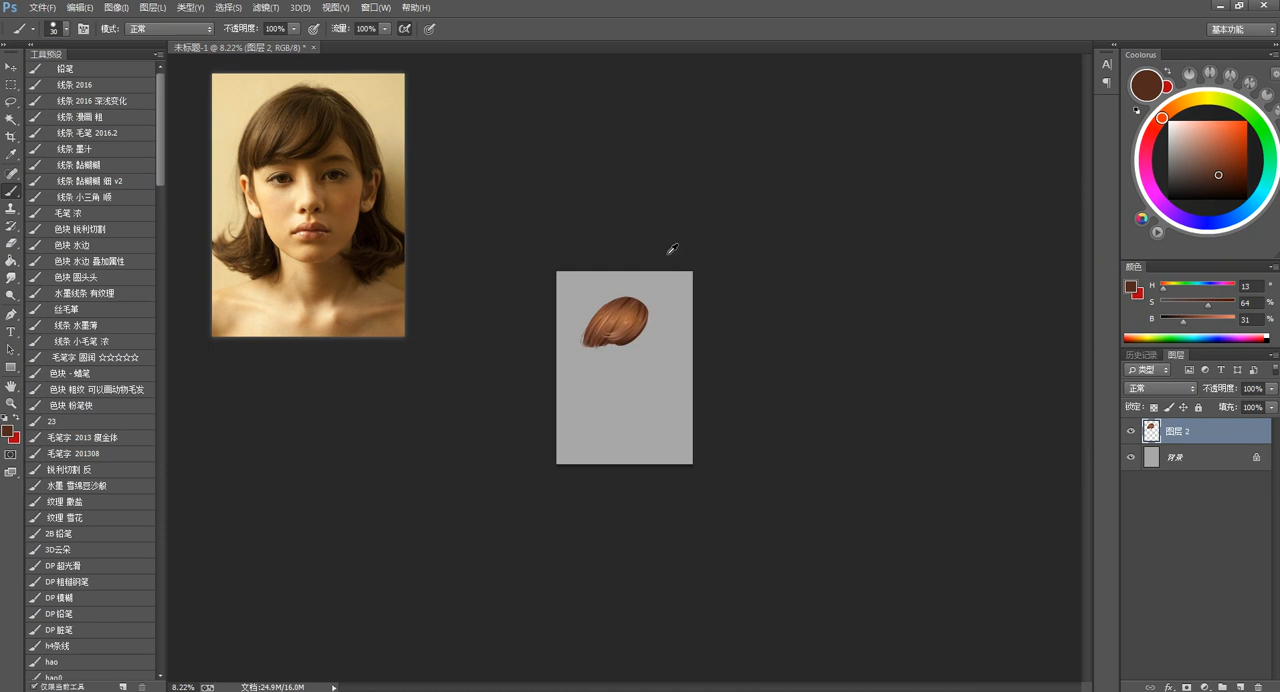 Ps 文件(F) 编辑(E) 图像(I) 图层(L) 类型(Y) 选择(S) 滤镜(T) 3D(D) 视图(V) 窗口(W) 帮助(H)
30 模式: 正常 不透明度: 100% 流量: 100% 基本功能
未标题-1 @ 8.22% (图层 2, RGB/8) * ×
工具预设
铅笔
线条 2016
线条 2016 深浅变化
线条 漫画 粗
线条 毛笔 2016.2
线条 墨汁
线条 黏糊糊
线条 黏糊糊 细 v2
线条 小三角 顺
毛笔 浓
色块 锐利切割
色块 水边
色块 水边 叠加属性
色块 圆头头
水墨线条 有纹理
丝毛革
线条 水墨薄
线条 小毛笔 浓
毛笔字 圆润 ☆☆☆☆☆
色块 - 蜡笔
色块 粗纹 可以画动物毛发
色块 粉笔快
23
毛笔字 2013 瘦金体
毛笔字 201308
锐利切割 反
水墨 雪绵豆沙般
纹理 撒盐
纹理 雪花
2B 铅笔
3D云朵
DP 超光滑
DP 粗糙钢笔
DP 模糊
DP 铅笔
DP 脏笔
h4条线
hao
hao0
仅限当前工具
8.22% 文档:24.9M/16.0M
Coolorus
颜色
H 13 °
S 64 %
B 31 %
历史记录 图层
类型
正常 不透明度: 100%
锁定: 填充: 100%
图层 2
背景
fx